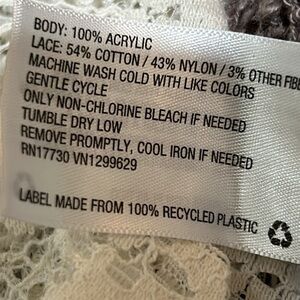 BODY: 100% ACRYLIC
LACE: 54% COTTON / 43% NYLON / 3% OTHER FIBE
MACHINE WASH COLD WITH LIKE COLORS
GENTLE CYCLE
ONLY NON-CHLORINE BLEACH IF NEEDED
TUMBLE DRY LOW
REMOVE PROMPTLY, COOL IRON IF NEEDED
RN17730 VN1299629
LABEL MADE FROM 100% RECYCLED PLASTIC